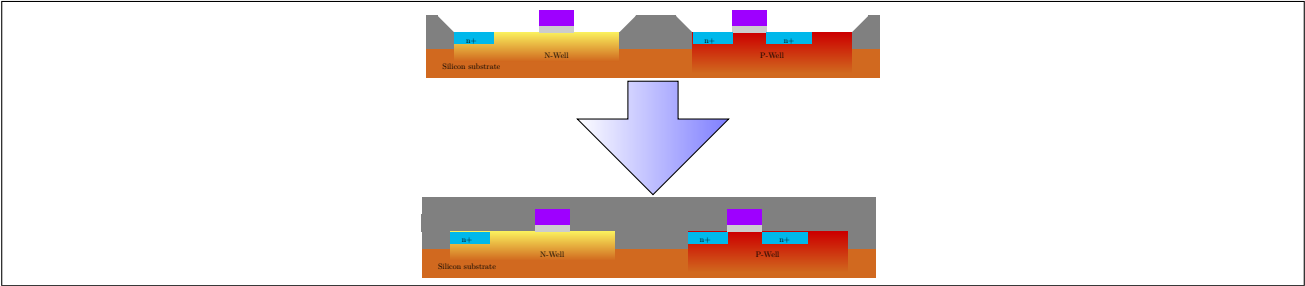 n+
n+
n+
N-Well
P-Well
Silicon substrate
n+
n+
n+
N-Well
P-Well
Silicon substrate